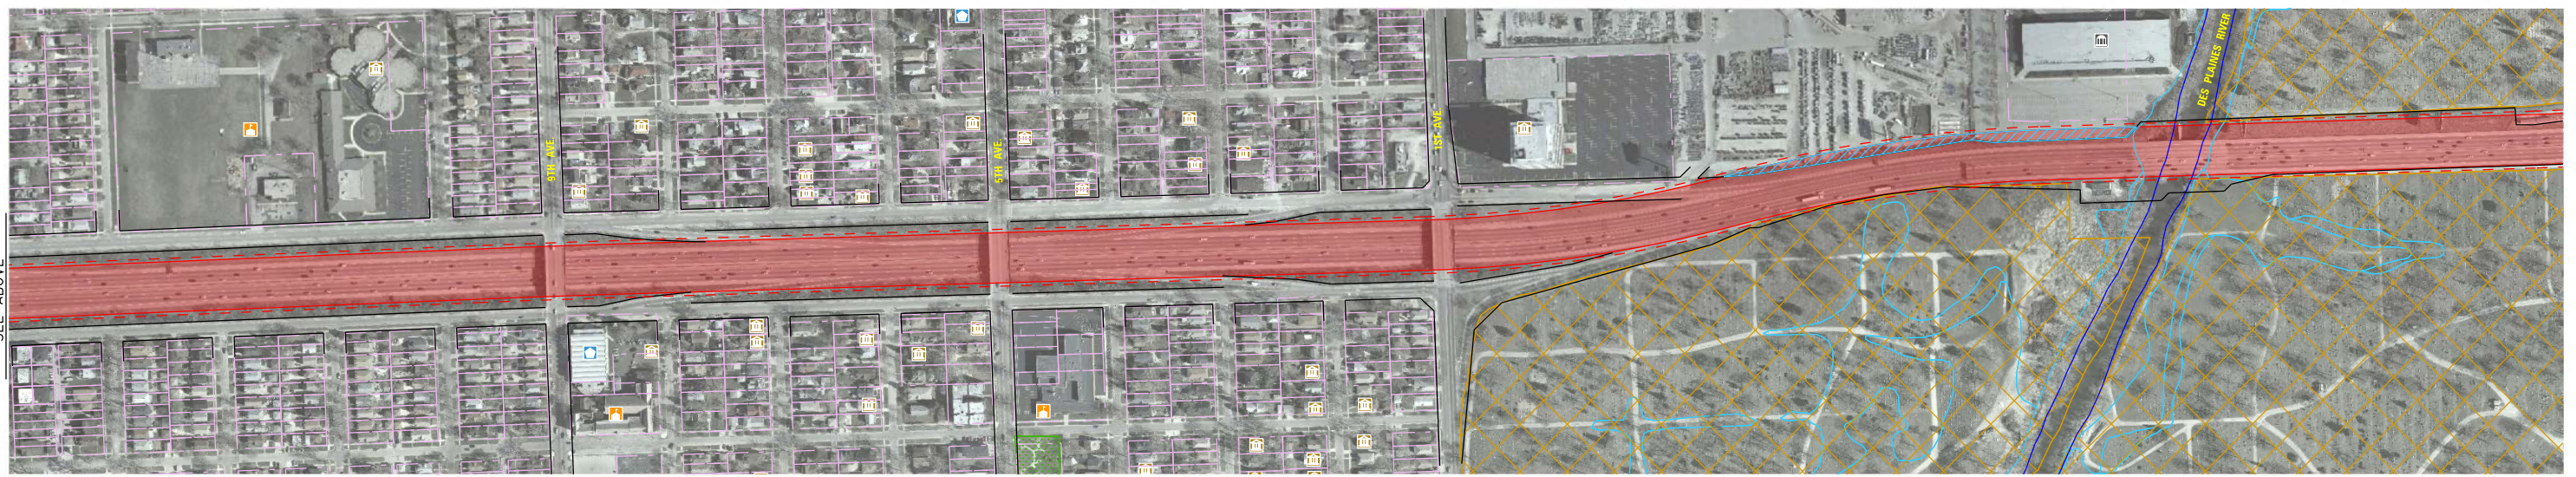 9TH AVE.
5TH AVE.
1ST AVE.
DES PLAINES RIVER
SEE ABOVE